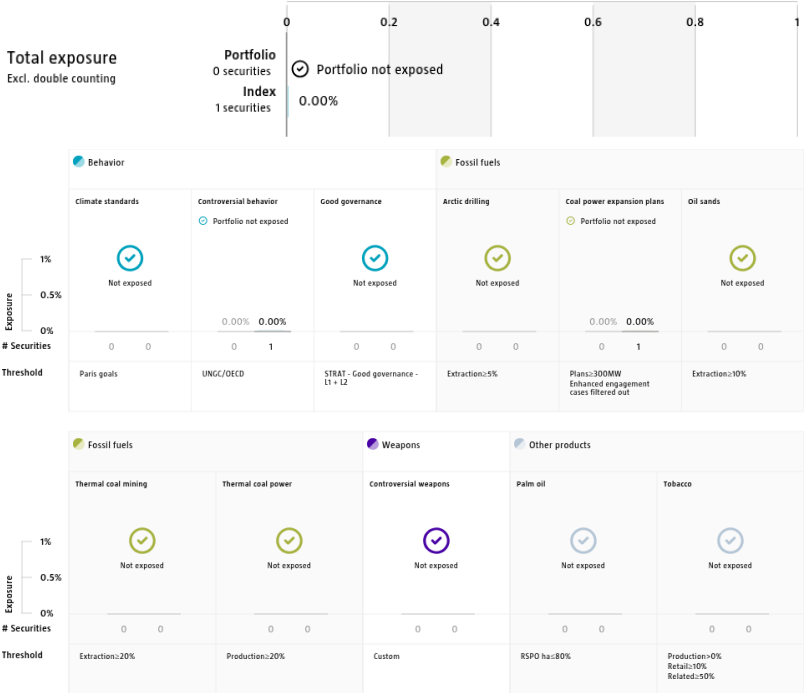 0 0.2 0.4 0.6 0.8 1
Total exposure
Excl. double counting
Portfolio
0 securities
Portfolio not exposed
Index
1 securities
0.00%
Behavior
Fossil fuels
Climate standards
Controversial behavior
Good governance
Arctic drilling
Coal power expansion plans
Oil sands
Portfolio not exposed
Portfolio not exposed
Exposure
1%
0.5%
0%
Not exposed
Not exposed
Not exposed
Not exposed
0.00% 0.00%
0.00% 0.00%
# Securities
0 0
0 1
0 0
0 0
0 1
0 0
Threshold
Paris goals
UNGC/OECD
STRAT - Good governance -
L1 + L2
Extraction≥5%
Plans≥300MW
Enhanced engagement
cases filtered out
Extraction≥10%
Fossil fuels
Weapons
Other products
Thermal coal mining
Thermal coal power
Controversial weapons
Palm oil
Tobacco
Exposure
1%
0.5%
0%
Not exposed
Not exposed
Not exposed
Not exposed
Not exposed
# Securities
0 0
0 0
0 0
0 0
0 0
Threshold
Extraction≥20%
Production≥20%
Custom
RSPO ha≤80%
Production>0%
Retail≥10%
Related≥50%